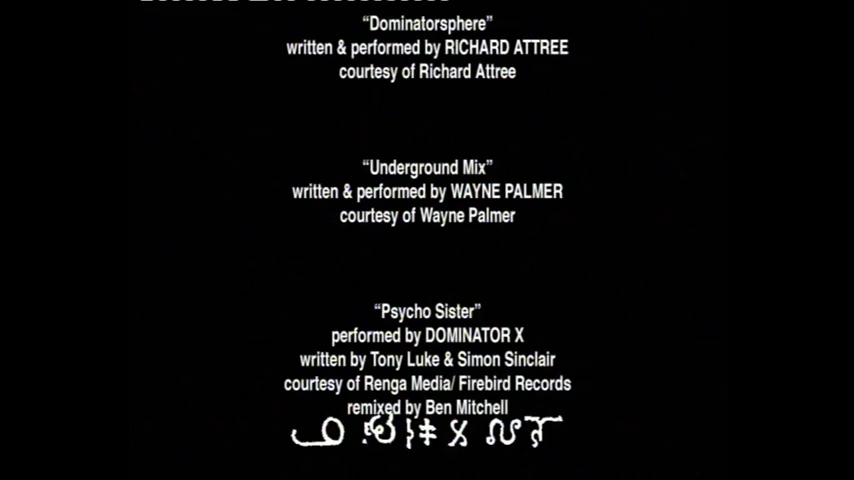 “Dominatorsphere”
written & performed by RICHARD ATTREE
courtesy of Richard Attree
“Underground Mix”
written & performed by WAYNE PALMER
courtesy of Wayne Palmer
“Psycho Sister”
performed by DOMINATOR X
written by Tony Luke & Simon Sinclair
courtesy of Renga Media/ Firebird Records
remixed by Ben Mitchell